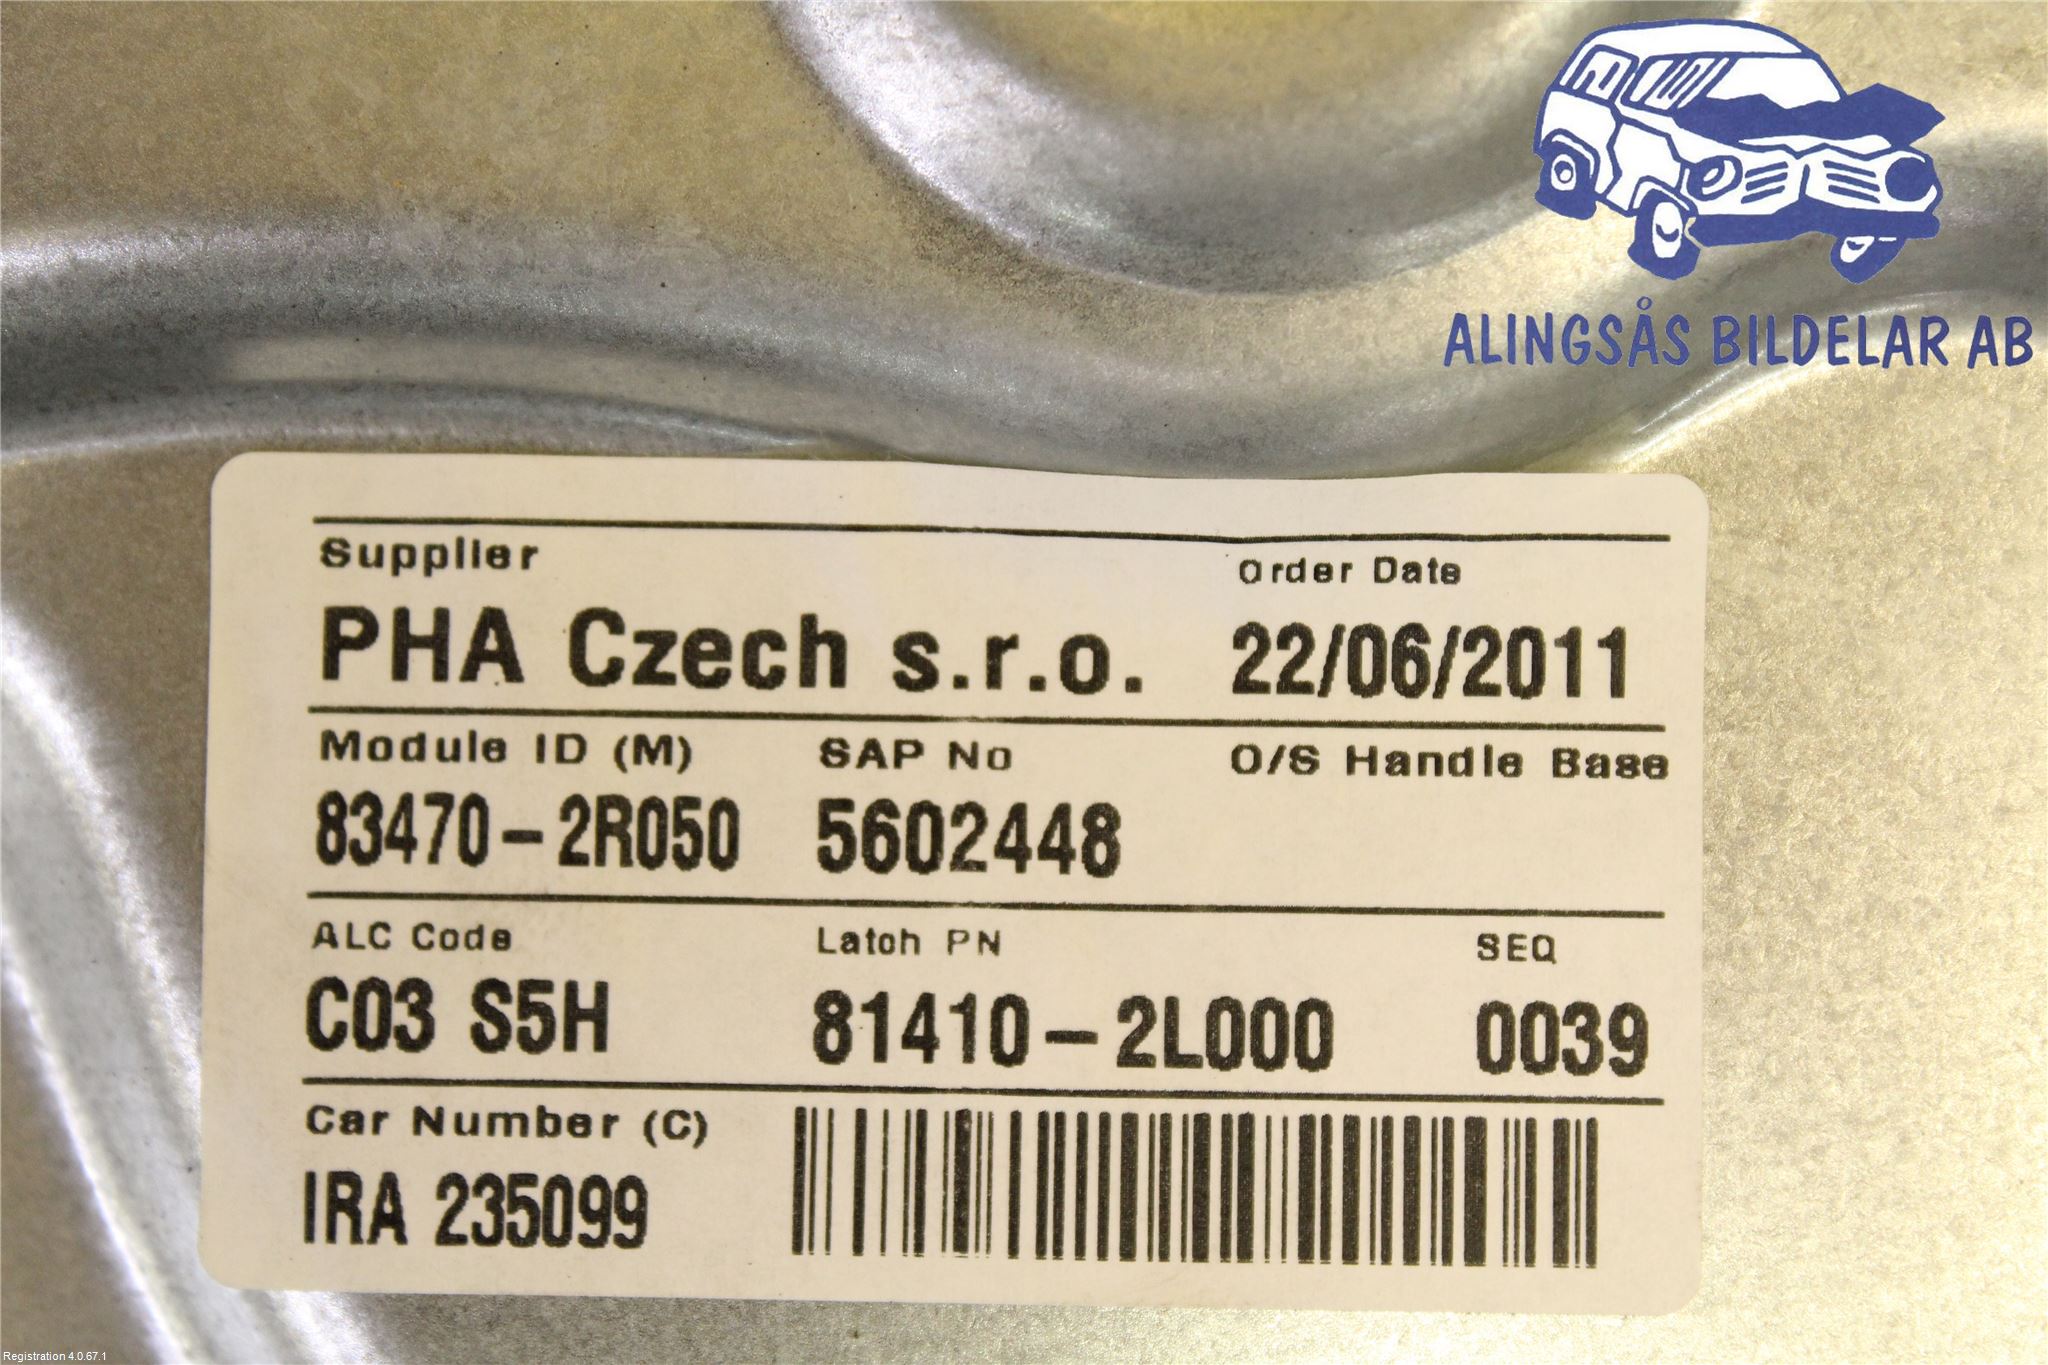 ALINGSÅS BILDELAR AB
Supplier Order Date
PHA Czech s.r.o. 22/06/2011
Module ID (M) SAP No O/S Handle Base
83470-2R050 5602448
ALC Code Latch PN SEQ
C03 S5H 81410-2L000 0039
Car Number (C)
IRA 235099
Registration 4.0.67.1